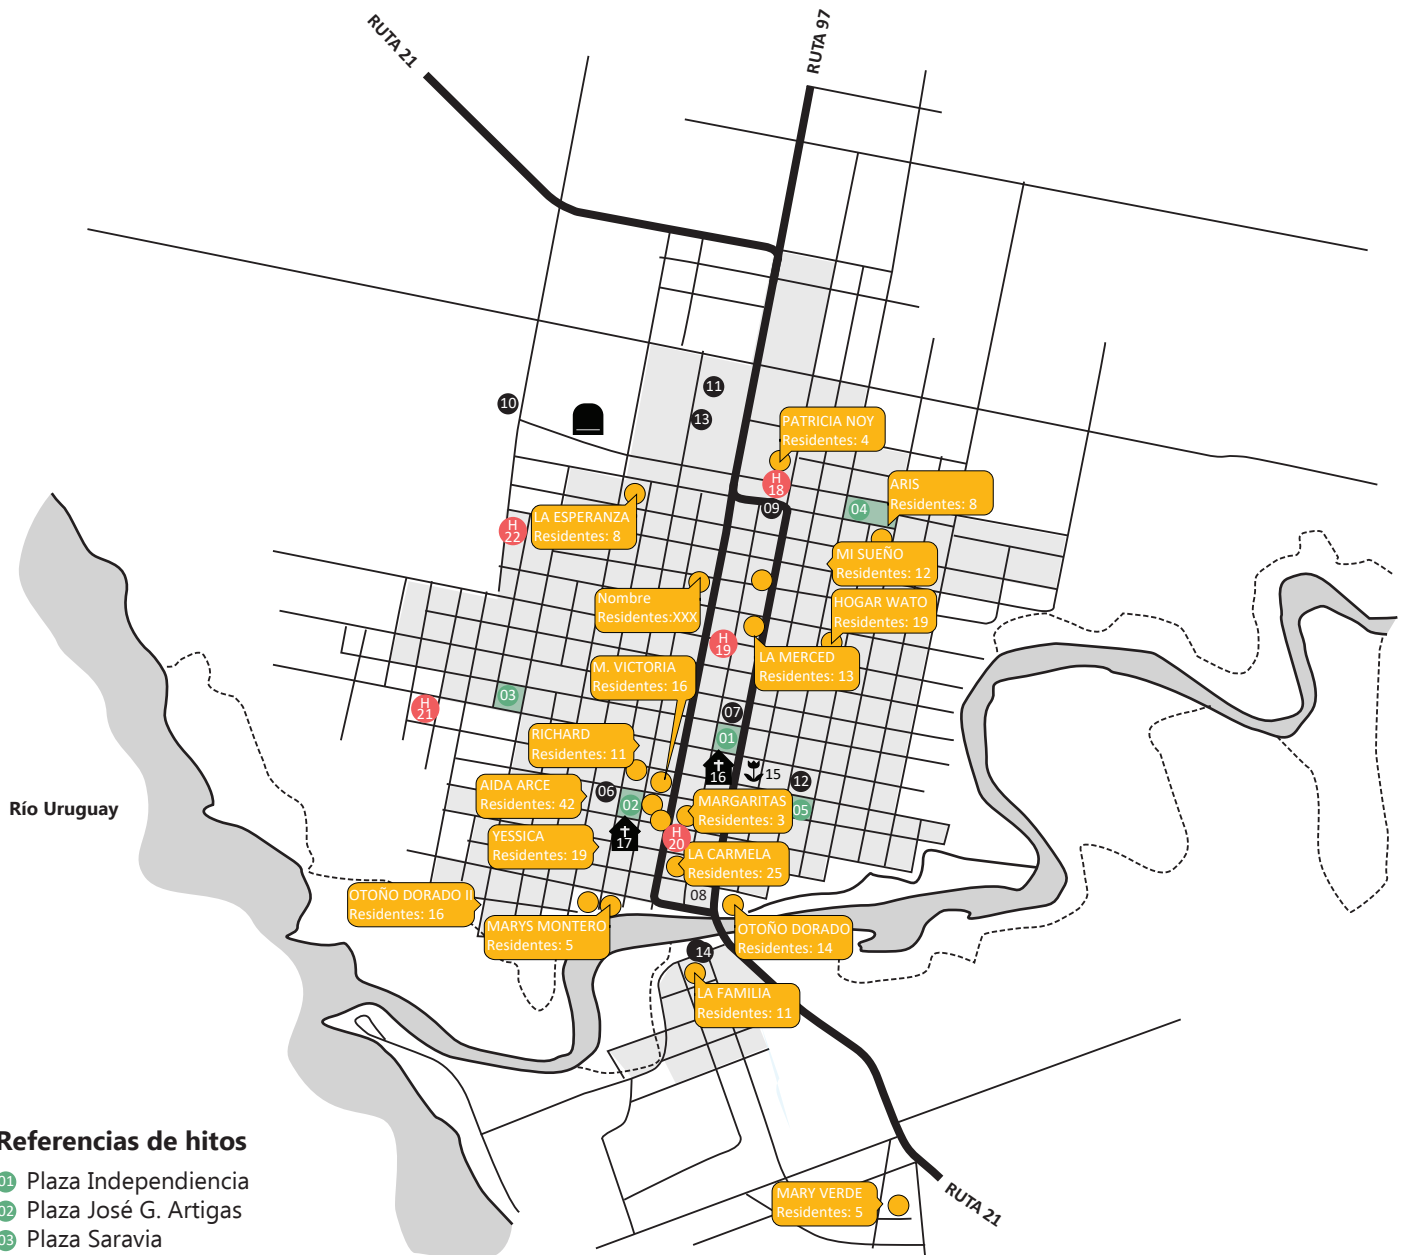 RUTA 21
RUTA 97
11
10
13
PATRICIA NOY
Residentes: 4
H
18
ARIS
Residentes: 8
09
04
LA ESPERANZA
Residentes: 8
H
22
MI SUEÑO
Residentes: 12
Nombre
Residentes:XXX
HOGAR WATO
Residentes: 19
H
19
LA MERCED
Residentes: 13
M. VICTORIA
Residentes: 16
03
H
21
07
01
RICHARD
Residentes: 11
16
15
12
AIDA ARCE
Residentes: 42
06
02
MARGARITAS
Residentes: 3
05
Río Uruguay
YESSICA
Residentes: 19
17
H
20
LA CARMELA
Residentes: 25
OTOÑO DORADO II
Residentes: 16
08
MARYS MONTERO
Residentes: 5
OTOÑO DORADO
Residentes: 14
14
LA FAMILIA
Residentes: 11
Referencias de hitos
01 Plaza Independiencia
02 Plaza José G. Artigas
03 Plaza Saravia
MARY VERDE
Residentes: 5
RUTA 21